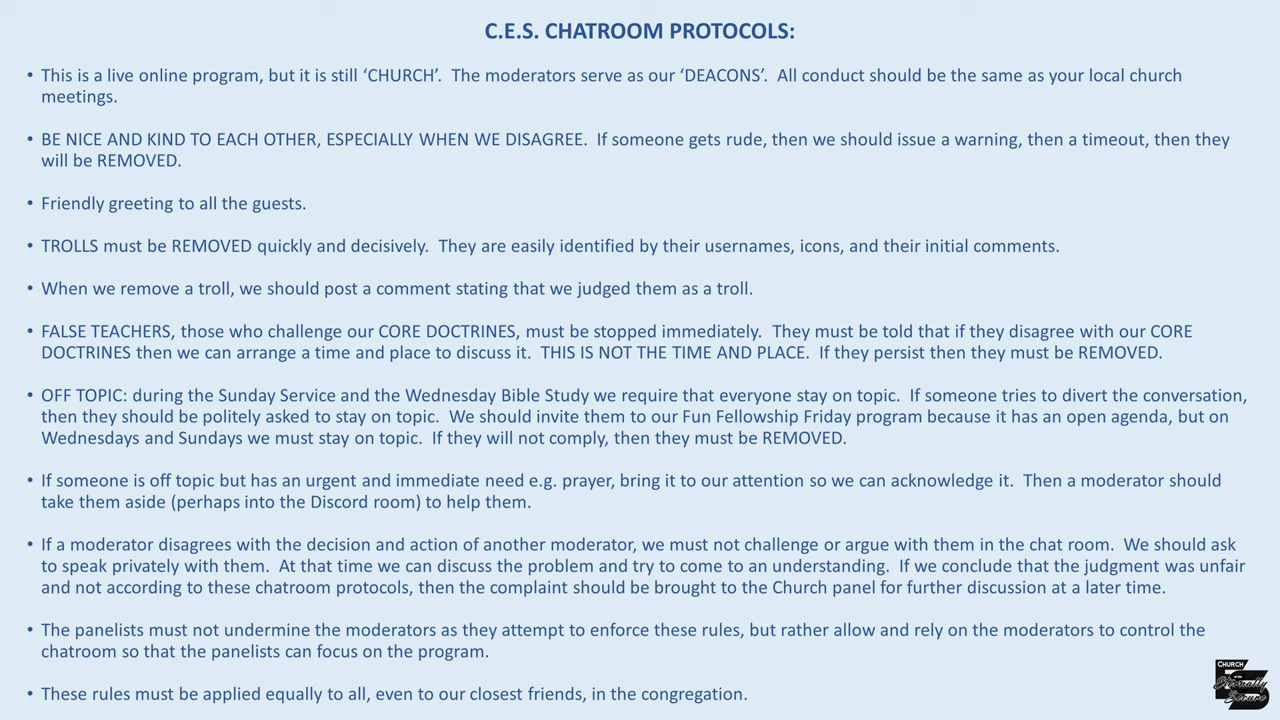 C.E.S. CHATROOM PROTOCOLS:
• This is a live online program, but it is still ‘CHURCH’.  The moderators serve as our ‘DEACONS’.  All conduct should be the same as your local church
meetings.
• BE NICE AND KIND TO EACH OTHER, ESPECIALLY WHEN WE DISAGREE.  If someone gets rude, then we should issue a warning, then a timeout, then they
will be REMOVED.
• Friendly greeting to all the guests.
• TROLLS must be REMOVED quickly and decisively.  They are easily identified by their usernames, icons, and their initial comments.
• When we remove a troll, we should post a comment stating that we judged them as a troll.
• FALSE TEACHERS, those who challenge our CORE DOCTRINES, must be stopped immediately.  They must be told that if they disagree with our CORE
DOCTRINES then we can arrange a time and place to discuss it.  THIS IS NOT THE TIME AND PLACE.  If they persist then they must be REMOVED.
• OFF TOPIC: during the Sunday Service and the Wednesday Bible Study we require that everyone stay on topic.  If someone tries to divert the conversation,
then they should be politely asked to stay on topic.  We should invite them to our Fun Fellowship Friday program because it has an open agenda, but on
Wednesdays and Sundays we must stay on topic.  If they will not comply, then they must be REMOVED.
• If someone is off topic but has an urgent and immediate need e.g. prayer, bring it to our attention so we can acknowledge it.  Then a moderator should
take them aside (perhaps into the Discord room) to help them.
• If a moderator disagrees with the decision and action of another moderator, we must not challenge or argue with them in the chat room.  We should ask
to speak privately with them.  At that time we can discuss the problem and try to come to an understanding.  If we conclude that the judgment was unfair
and not according to these chatroom protocols, then the complaint should be brought to the Church panel for further discussion at a later time.
• The panelists must not undermine the moderators as they attempt to enforce these rules, but rather allow and rely on the moderators to control the
chatroom so that the panelists can focus on the program.
• These rules must be applied equally to all, even to our closest friends, in the congregation.
CHURCH
of the
Eternally
Secure